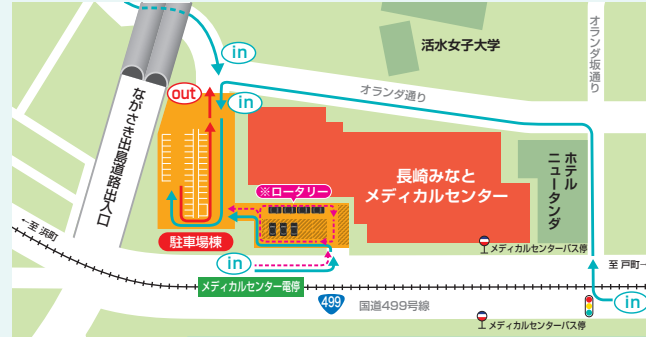 in
活水女子大学
オランダ坂通り
out
in
オランダ通り
ながさき出島道路出入口
長崎みなと
メディカルセンター
ホテル
ニュータンダ
※ロータリー
←至 浜町
駐車場棟
メディカルセンターバス停
in
至 戸町→
メディカルセンター電停
499
国道499号線
in
メディカルセンターバス停